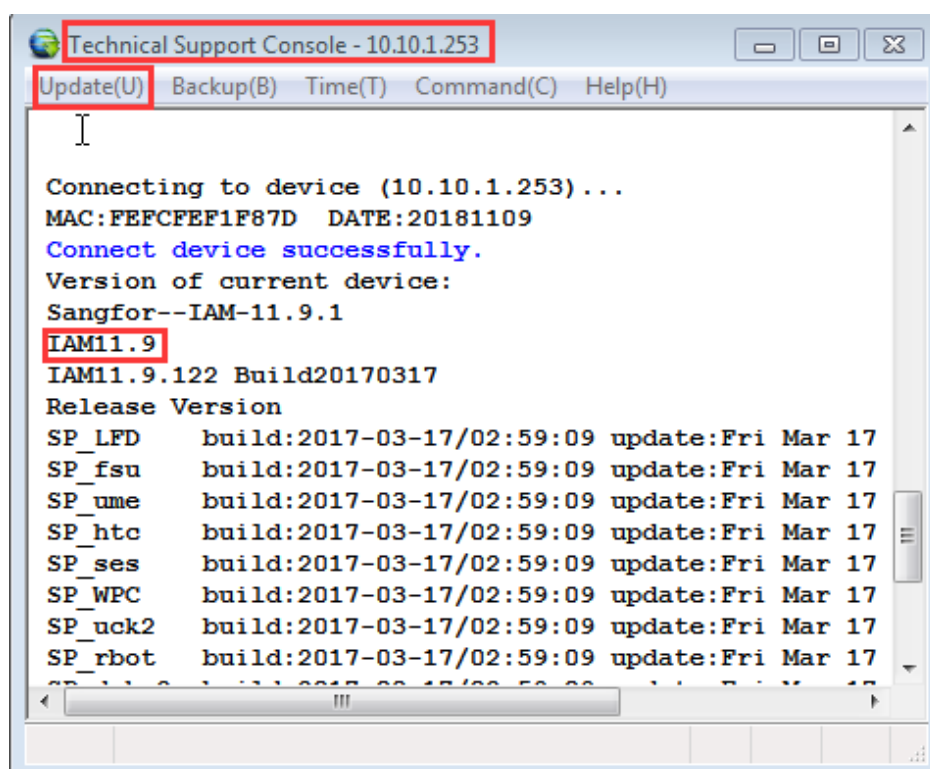 Technical Support Console - 10.10.1.253
Update(U) Backup(B) Time(T) Command(C) Help(H)
Connecting to device (10.10.1.253)...
MAC:FEFCFEF1F87D DATE:20181109
Connect device successfully.
Version of current device:
Sangfor--IAM-11.9.1
IAM11.9
IAM11.9.122 Build20170317
Release Version
SP_LFD build:2017-03-17/02:59:09 update:Fri Mar 17
SP_fsu build:2017-03-17/02:59:09 update:Fri Mar 17
SP_ume build:2017-03-17/02:59:09 update:Fri Mar 17
SP_htc build:2017-03-17/02:59:09 update:Fri Mar 17
SP_ses build:2017-03-17/02:59:09 update:Fri Mar 17
SP_WPC build:2017-03-17/02:59:09 update:Fri Mar 17
SP_uck2 build:2017-03-17/02:59:09 update:Fri Mar 17
SP_rbot build:2017-03-17/02:59:09 update:Fri Mar 17